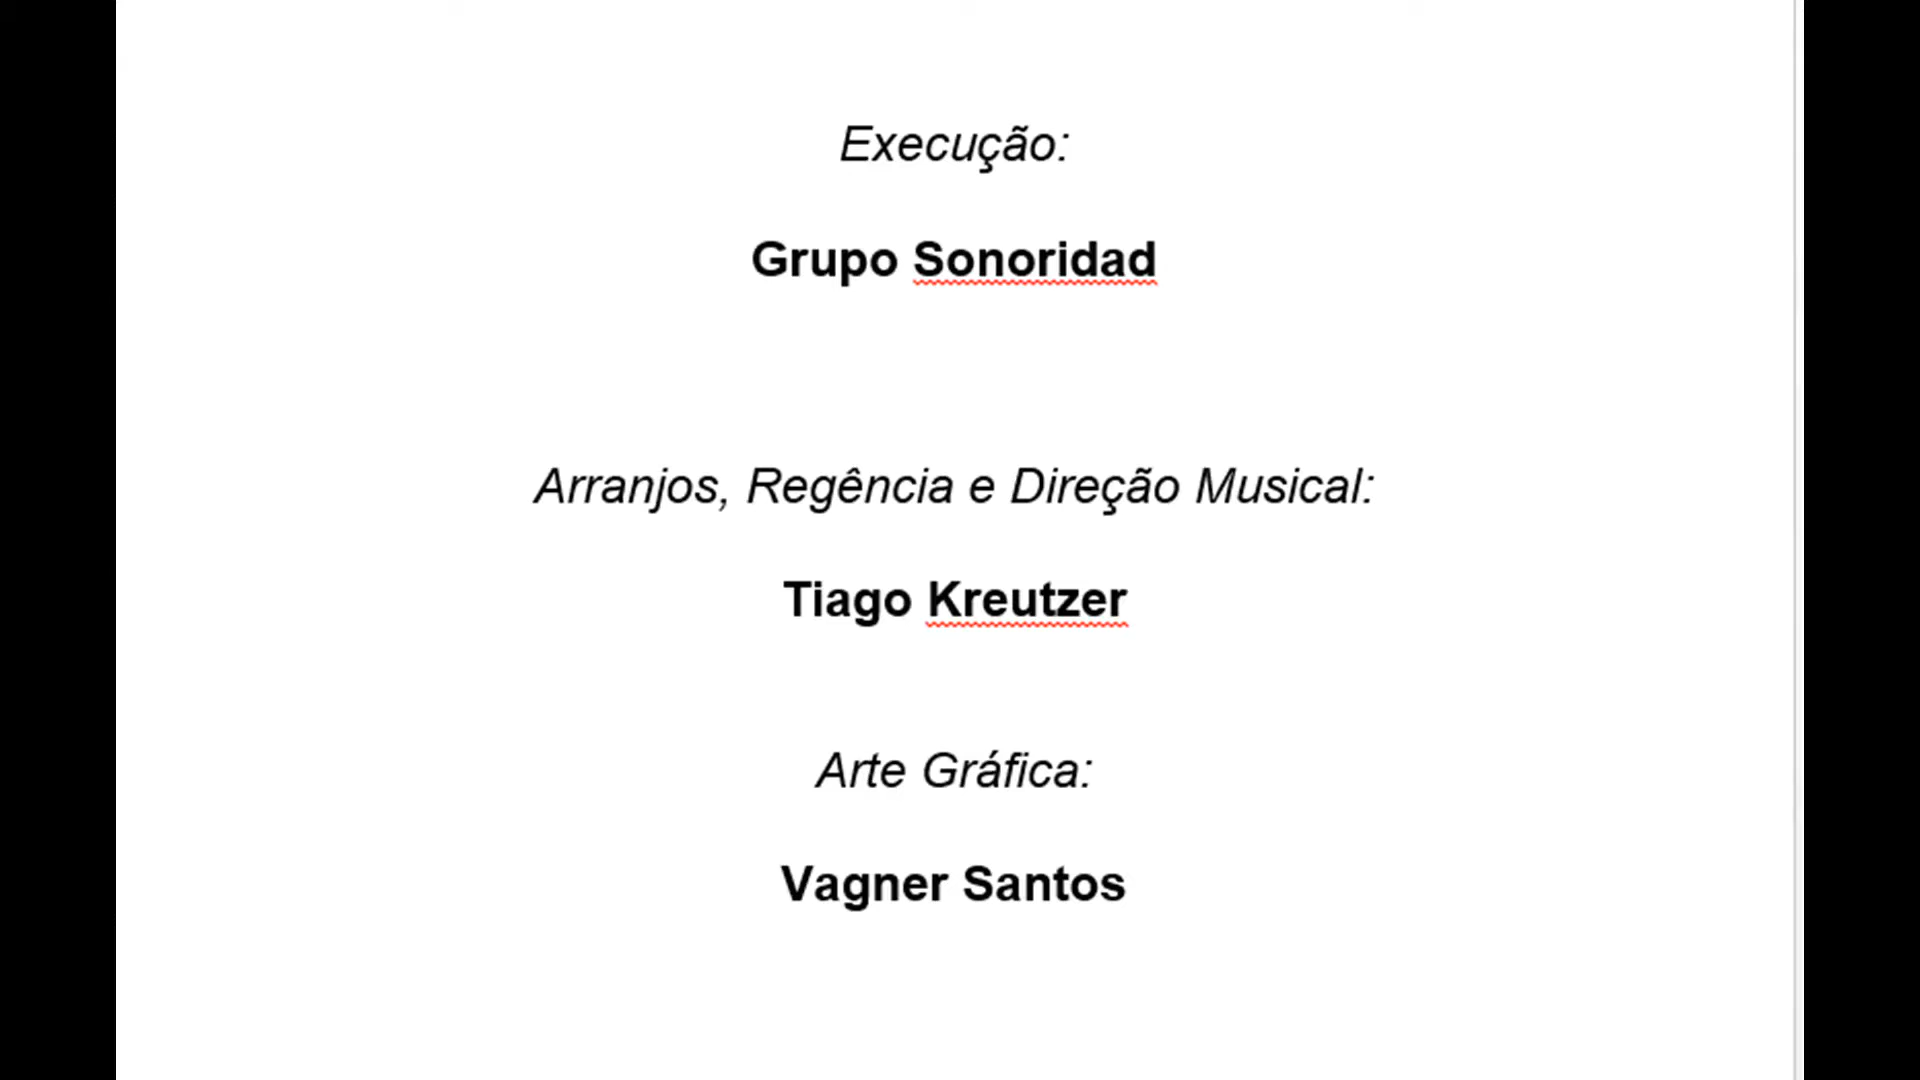 Execução:
Grupo Sonoridad
Arranjos, Regência e Direção Musical:
Tiago Kreutzer
Arte Gráfica:
Vagner Santos